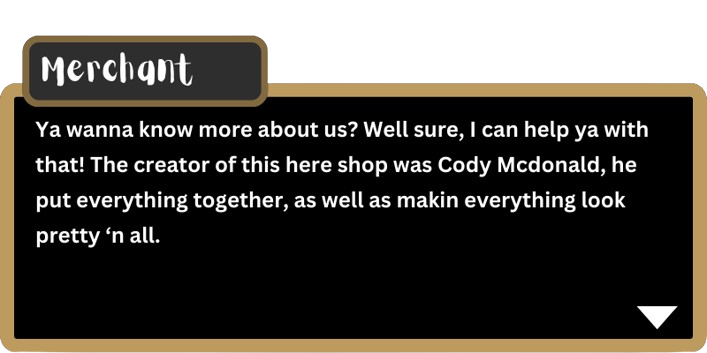 Merchant
Ya wanna know more about us? Well sure, I can help ya with
that! The creator of this here shop was Cody Mcdonald, he
put everything together, as well as makin everything look
pretty ‘n all.